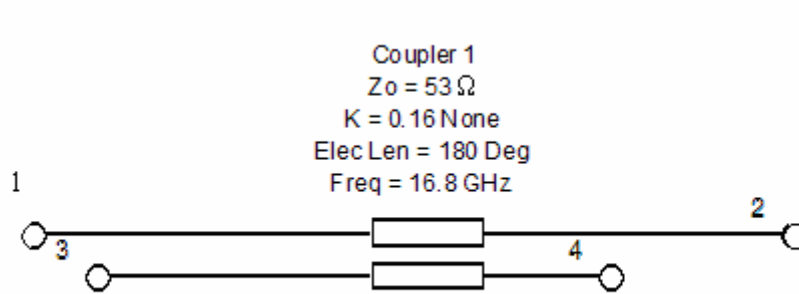 Coupler 1
Zo = 53 Ω
K = 0.16 None
Elec Len = 180 Deg
Freq = 16.8 GHz
1
2
3
4